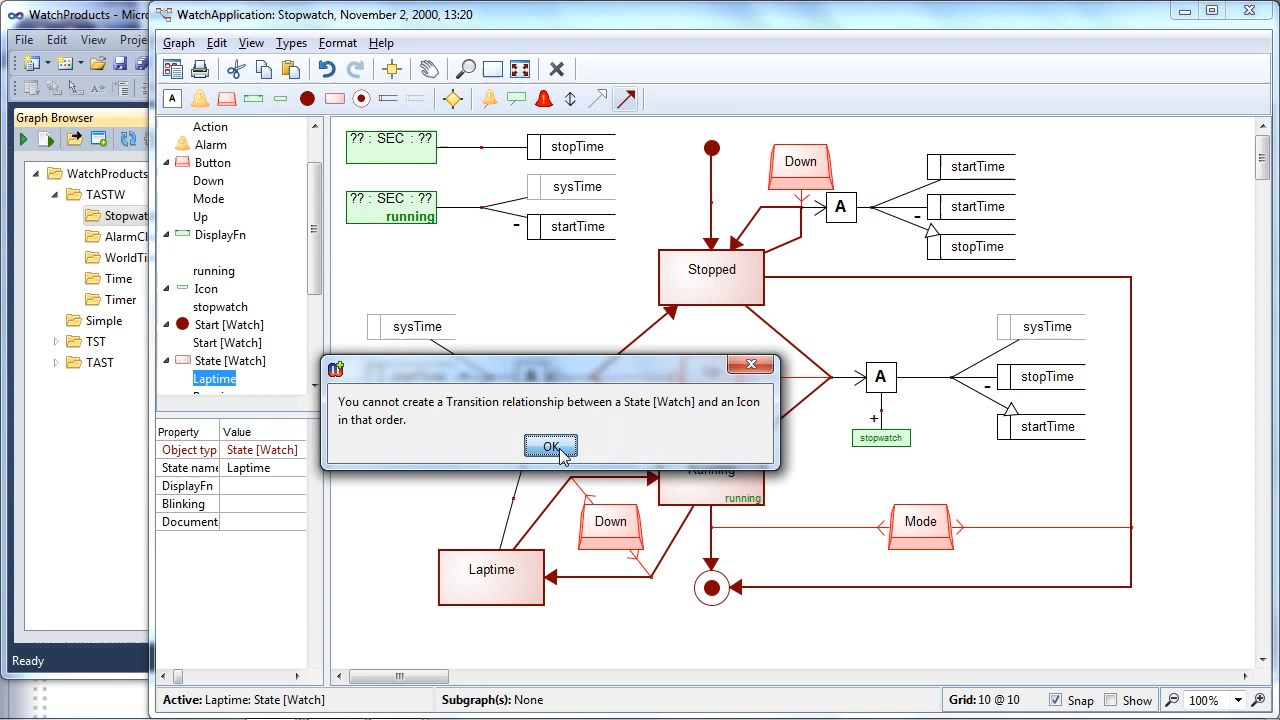 WatchProducts - Micro
WatchApplication: Stopwatch, November 2, 2000, 13:20
File Edit View Proje
Graph Edit View Types Format Help
A
Graph Browser
WatchProducts
TASTW
Stopwat
AlarmCl
WorldTi
Time
Timer
Simple
TST
TAST
Ready
Action
Alarm
Button
Down
Mode
Up
DisplayFn
running
Icon
stopwatch
Start [Watch]
Start [Watch]
State [Watch]
Laptime
Property Value
Object typ State [Watch]
State name Laptime
DisplayFn
Blinking
Document
?? : SEC : ??
stopTime
?? : SEC : ??
running
sysTime
-
startTime
Down
A
startTime
-
startTime
stopTime
Stopped
sysTime
sysTime
A
-
stopTime
startTime
+
stopwatch
You cannot create a Transition relationship between a State [Watch] and an Icon
in that order.
OK
Running
running
Down
Mode
Laptime
Active: Laptime: State [Watch] Subgraph(s): None Grid: 10 @ 10 Snap Show 100%